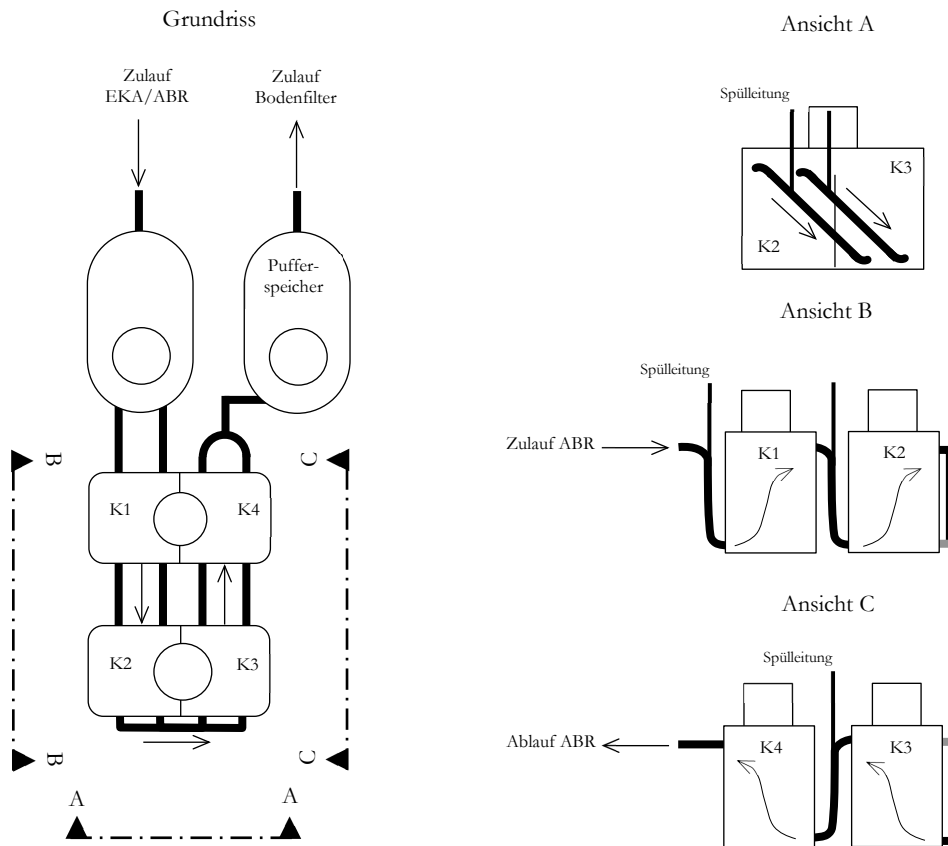 Grundriss
Zulauf
EKA/ABR
Zulauf
Bodenfilter
Puffer-
speicher
B
C
K1
K4
K2
K3
B
C
A
A
Ansicht A
Spülleitung
K3
K2
Ansicht B
Spülleitung
Zulauf ABR
K1
K2
Ansicht C
Spülleitung
Ablauf ABR
K4
K3